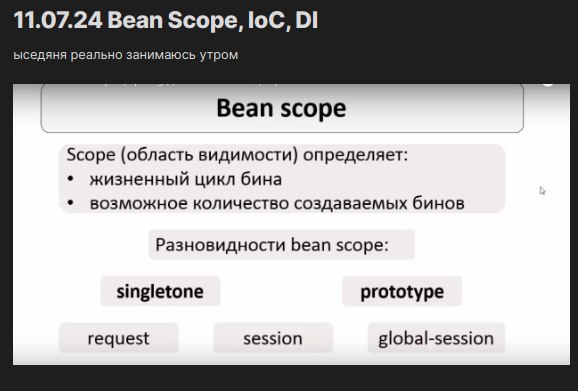 11.07.24 Bean Scope, IoC, DI
ыседяня реально занимаюсь утром
Bean scope
Scope (область видимости) определяет:
• жизненный цикл бина
• возможное количество создаваемых бинов
Разновидности bean scope:
singletone prototype
request session global-session